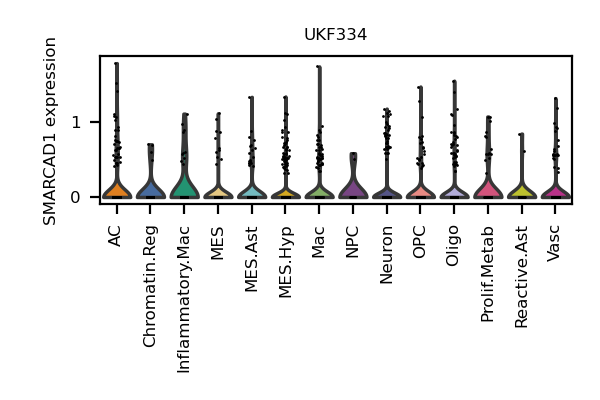 UKF334
SMARCAD1 expression
1
0
AC
Chromatin.Reg
Inflammatory.Mac
MES
MES.Ast
MES.Hyp
Mac
NPC
Neuron
OPC
Oligo
Prolif.Metab
Reactive.Ast
Vasc